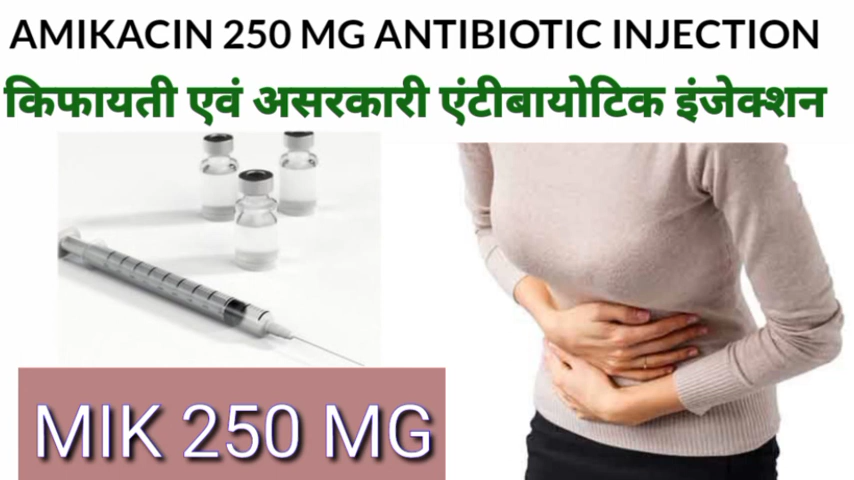 AMIKACIN 250 MG ANTIBIOTIC INJECTION
किफायती एवं असरकारी एंटीबायोटिक इंजेक्शन
MIK 250 MG